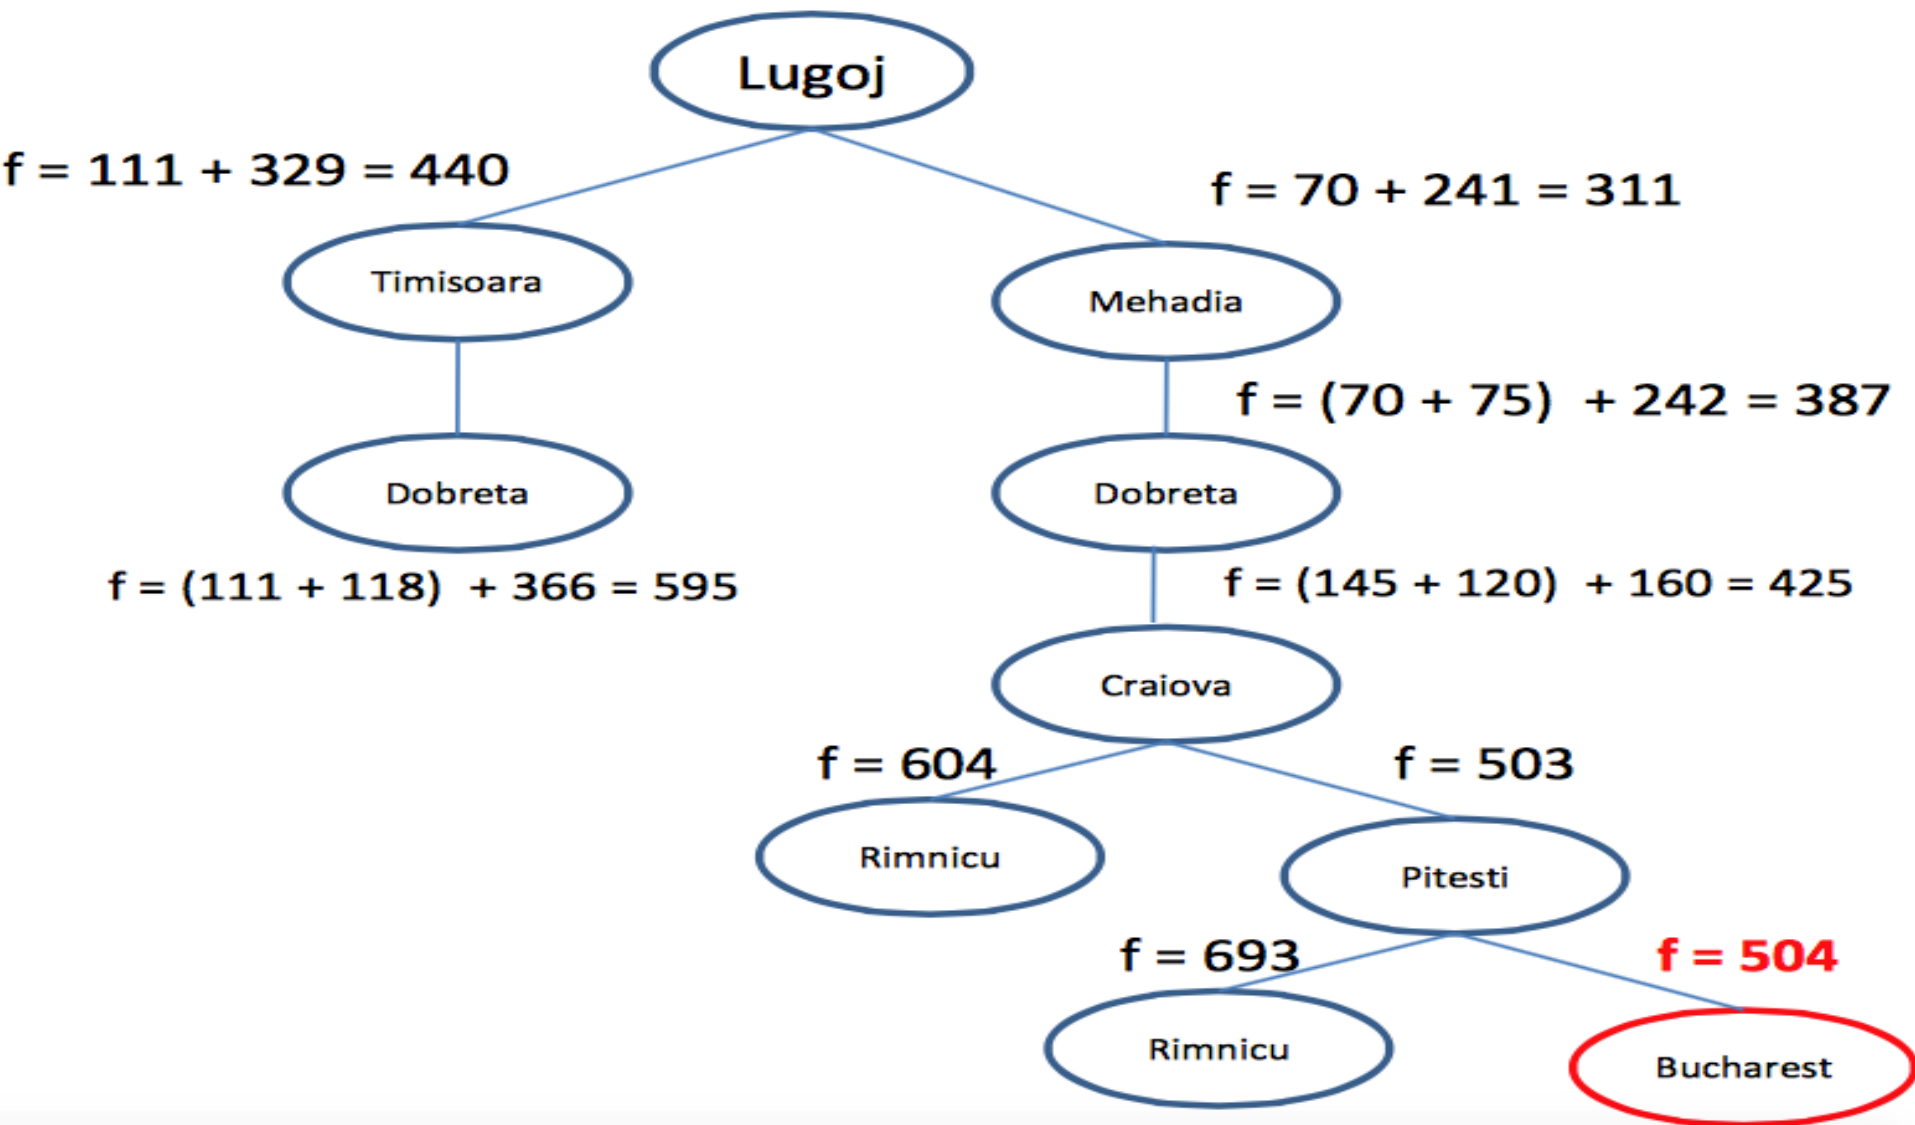 Lugoj
f = 111 + 329 = 440
f = 70 + 241 = 311
Timisoara
Mehadia
f = (70 + 75) + 242 = 387
Dobreta
Dobreta
f = (111 + 118) + 366 = 595
f = (145 + 120) + 160 = 425
Craiova
f = 604
f = 503
Rimnicu
Pitesti
f = 693
f = 504
Rimnicu
Bucharest